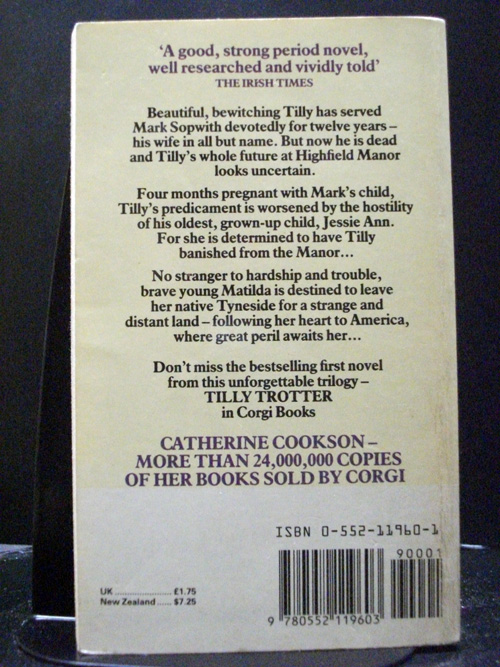 'A good, strong period novel,
well researched and vividly told'
THE IRISH TIMES
Beautiful, bewitching Tilly has served
Mark Sopwith devotedly for twelve years –
his wife in all but name. But now he is dead
and Tilly's whole future at Highfield Manor
looks uncertain.
Four months pregnant with Mark's child,
Tilly's predicament is worsened by the hostility
of his oldest, grown-up child, Jessie Ann.
For she is determined to have Tilly
banished from the Manor...
No stranger to hardship and trouble,
brave young Matilda is destined to leave
her native Tyneside for a strange and
distant land – following her heart to America,
where great peril awaits her...
Don't miss the bestselling first novel
from this unforgettable trilogy –
TILLY TROTTER
in Corgi Books
CATHERINE COOKSON –
MORE THAN 24,000,000 COPIES
OF HER BOOKS SOLD BY CORGI
ISBN 0-552-11960-1
90001
UK .................... £1.75
New Zealand ..... $7.25
9 780552 119603